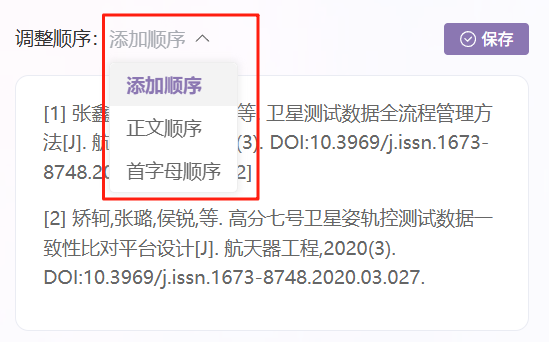 调整顺序：添加顺序
保存
添加顺序
正文顺序
首字母顺序
[1] 张鑫 等. 卫星测试数据全流程管理方
法[J]. 航 (3). DOI:10.3969/j.issn.1673-
8748.20 2]
[2] 矫轲,张璐,侯锐,等. 高分七号卫星姿轨控测试数据一
致性比对平台设计[J]. 航天器工程,2020(3).
DOI:10.3969/j.issn.1673-8748.2020.03.027.